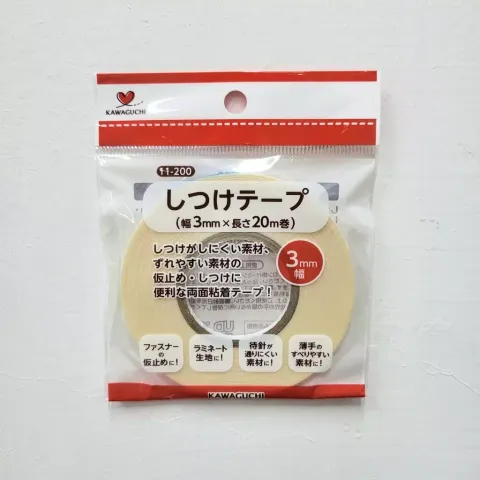 KAWAGUCHI
11-200
しつけテープ
(幅3mm×長さ20m巻)
しつけがしにくい素材、
ずれやすい素材の
仮止め・しつけに
便利な両面粘着テープ!
3mm
幅
ファスナー
の
仮止めに!
ラミネート
生地に!
待針が
通りにくい
素材に!
薄手の
すべりやすい
素材に!
KAWAGUCHI